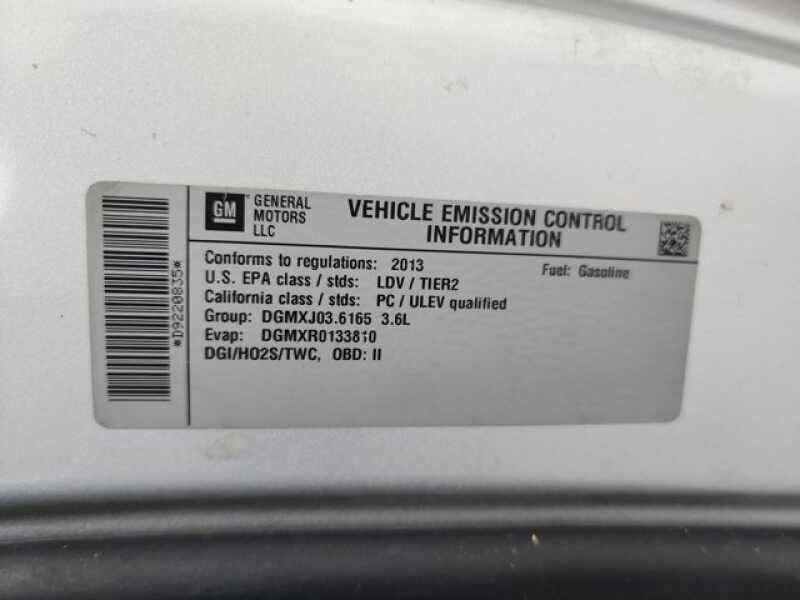 GM
GENERAL
MOTORS
LLC
VEHICLE EMISSION CONTROL
INFORMATION
Conforms to regulations: 2013
Fuel: Gasoline
U.S. EPA class / stds: LDV / TIER2
California class / stds: PC / ULEV qualified
Group: DGMXJ03.6165 3.6L
Evap: DGMXR0133810
DGI/HO2S/TWC, OBD: II
*D9220835*